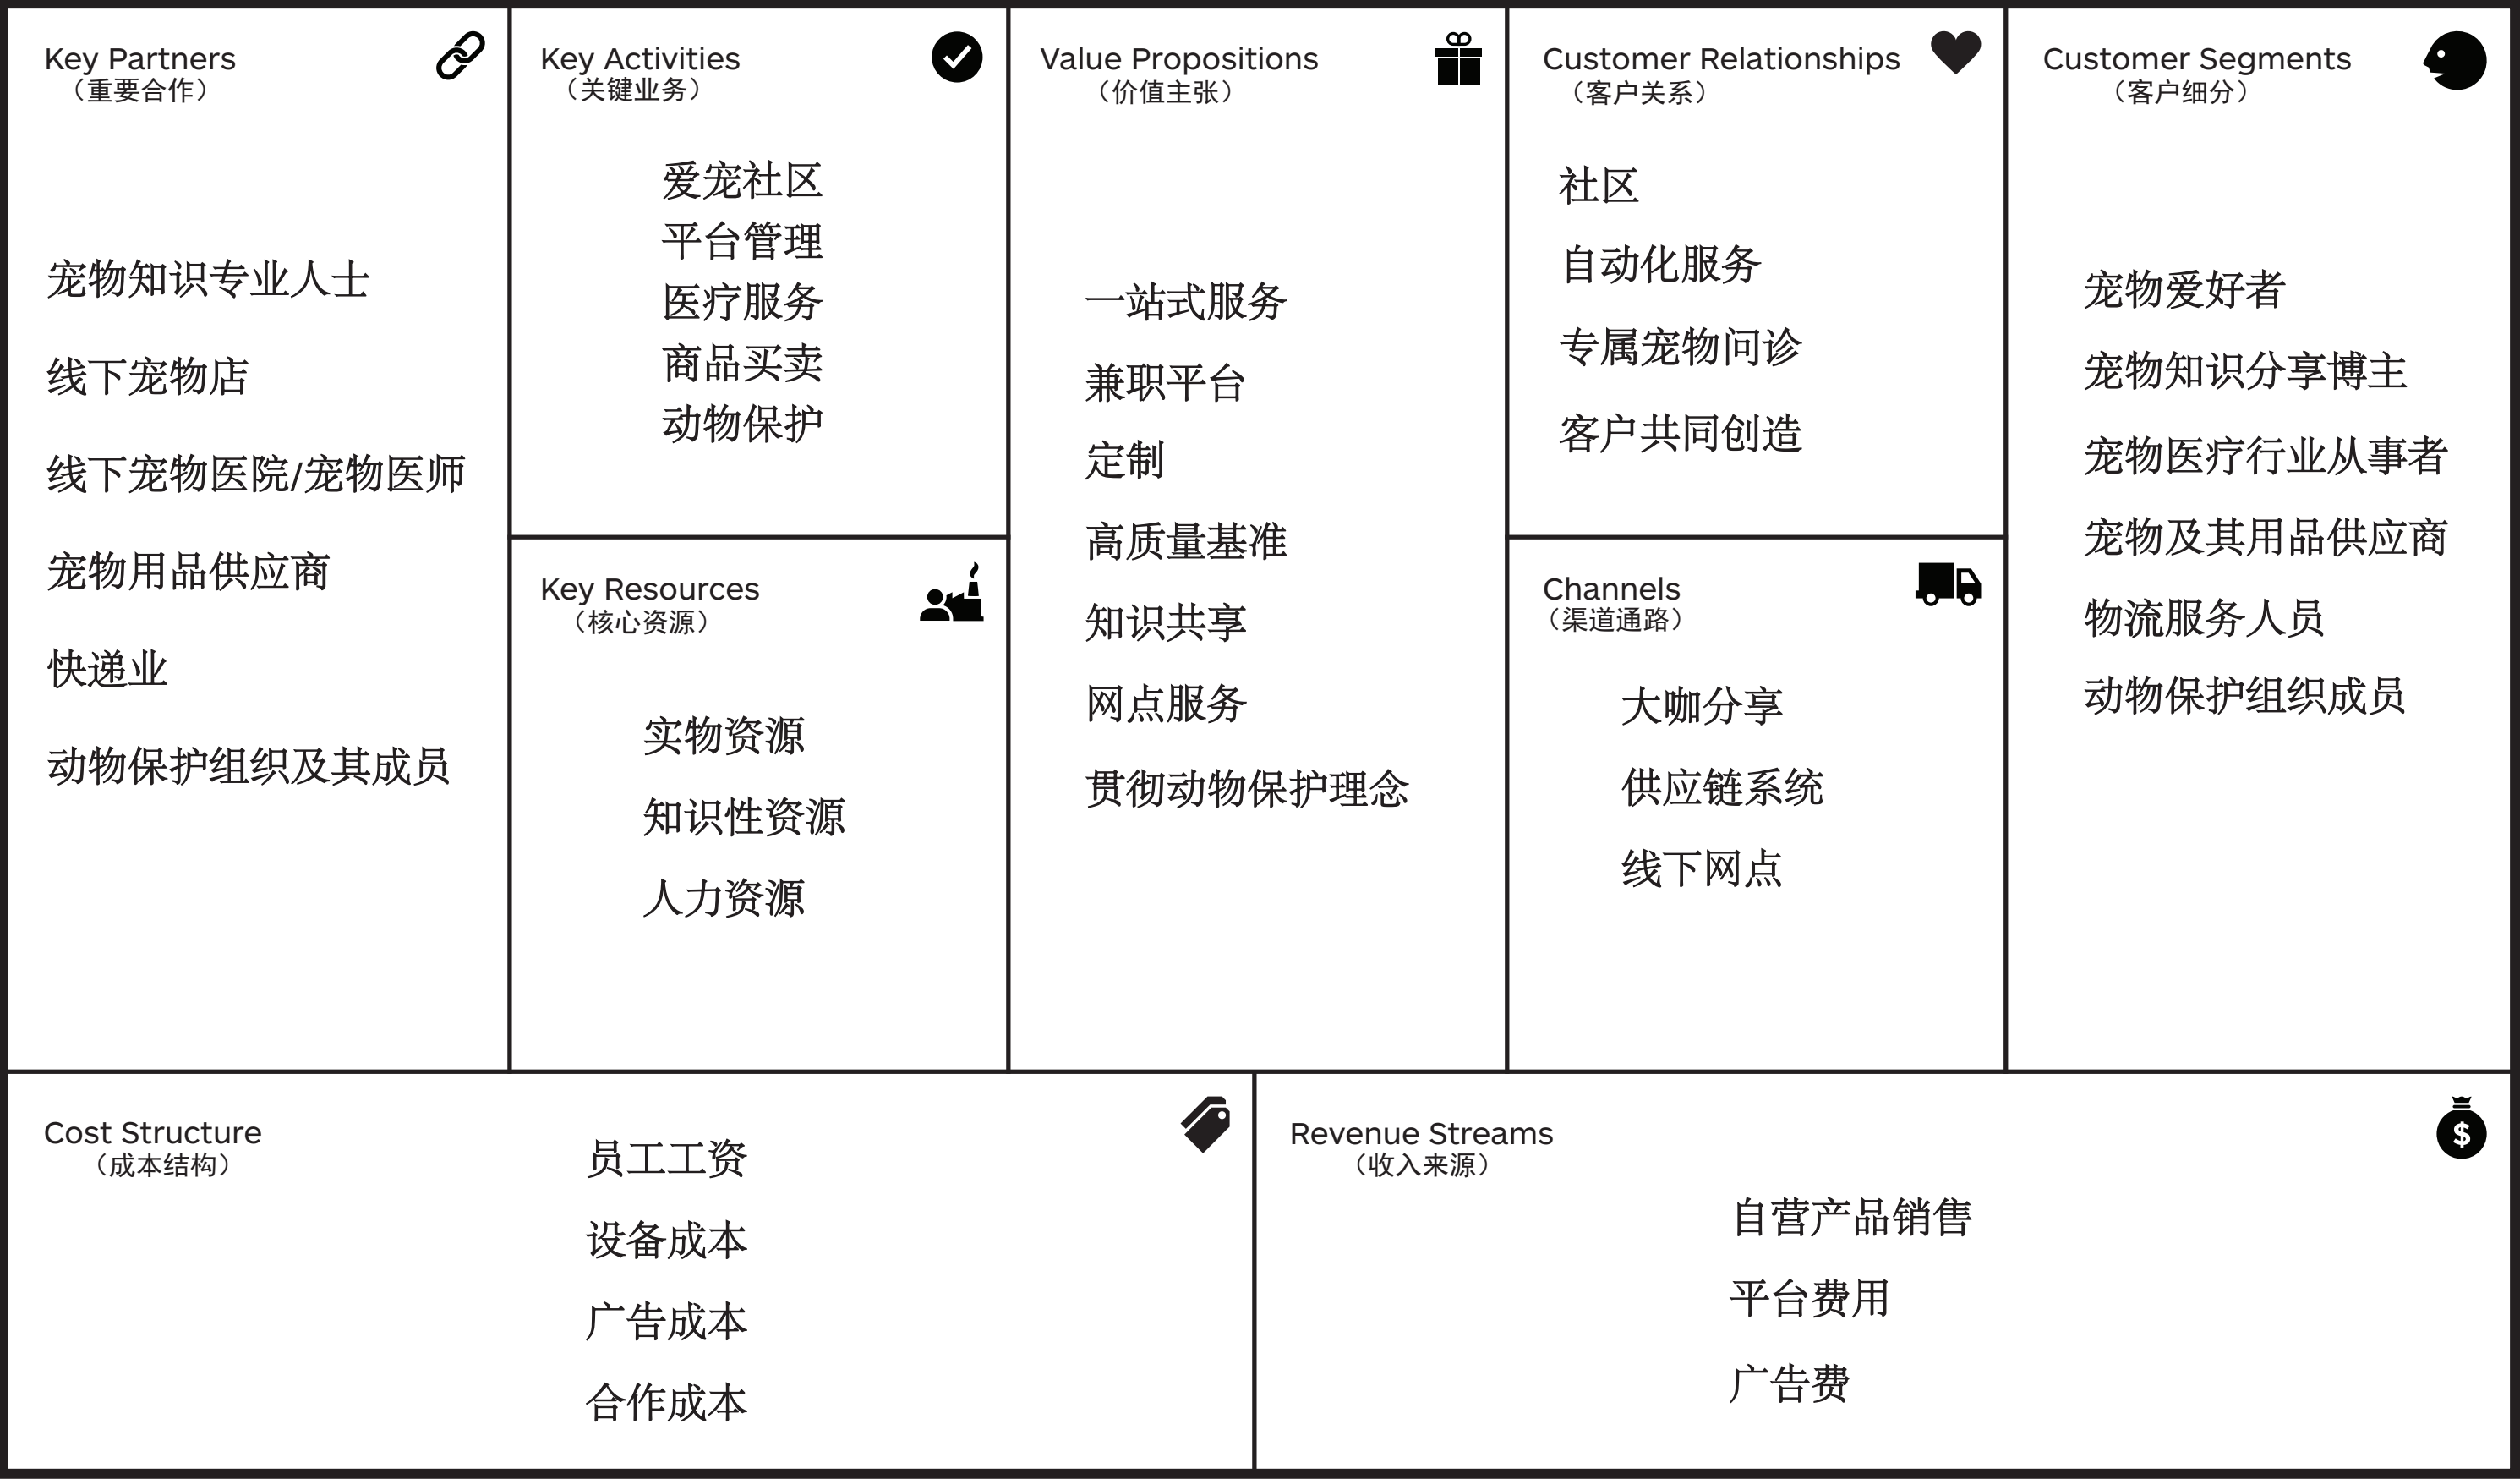 Key Partners
（重要合作）
宠物知识专业人士
线下宠物店
线下宠物医院/宠物医师
宠物用品供应商
快递业
动物保护组织及其成员
Key Activities
（关键业务）
爱宠社区
平台管理
医疗服务
商品买卖
动物保护
Key Resources
（核心资源）
实物资源
知识性资源
人力资源
Value Propositions
（价值主张）
一站式服务
兼职平台
定制
高质量基准
知识共享
网点服务
贯彻动物保护理念
Customer Relationships
（客户关系）
社区
自动化服务
专属宠物问诊
客户共同创造
Channels
（渠道通路）
大咖分享
供应链系统
线下网点
Customer Segments
（客户细分）
宠物爱好者
宠物知识分享博主
宠物医疗行业从事者
宠物及其用品供应商
物流服务人员
动物保护组织成员
Cost Structure
（成本结构）
员工工资
设备成本
广告成本
合作成本
Revenue Streams
（收入来源）
$
自营产品销售
平台费用
广告费